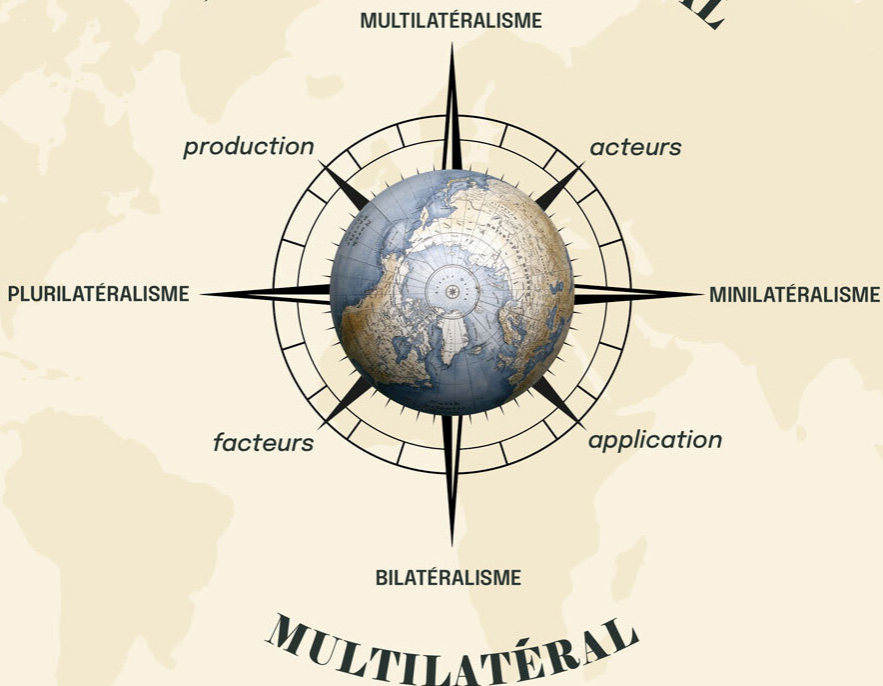 MULTILATÉRALISME
production
acteurs
PLURILATÉRALISME
MINILATÉRALISME
facteurs
application
BILATÉRALISME
MULTILATÉRAL